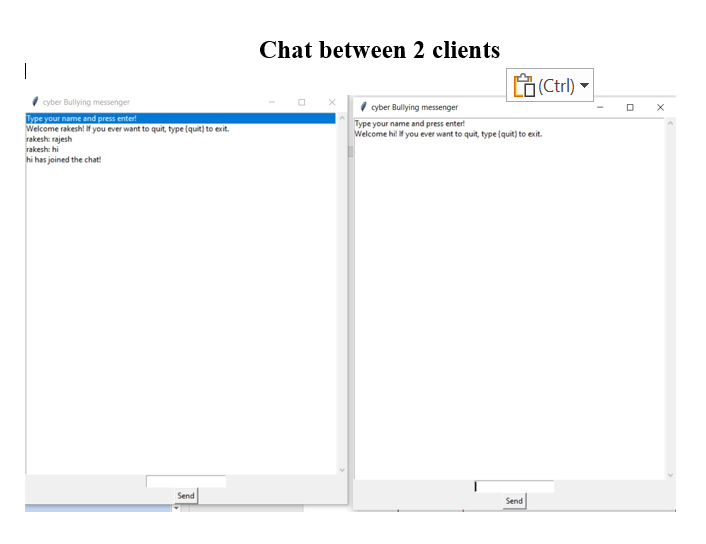 Chat between 2 clients
(Ctrl)
cyber Bullying messenger
Type your name and press enter!
Welcome rakesh! If you ever want to quit, type {quit} to exit.
rakesh: rajesh
rakesh: hi
hi has joined the chat!
Send
cyber Bullying messenger
Type your name and press enter!
Welcome hi! If you ever want to quit, type {quit} to exit.
Send